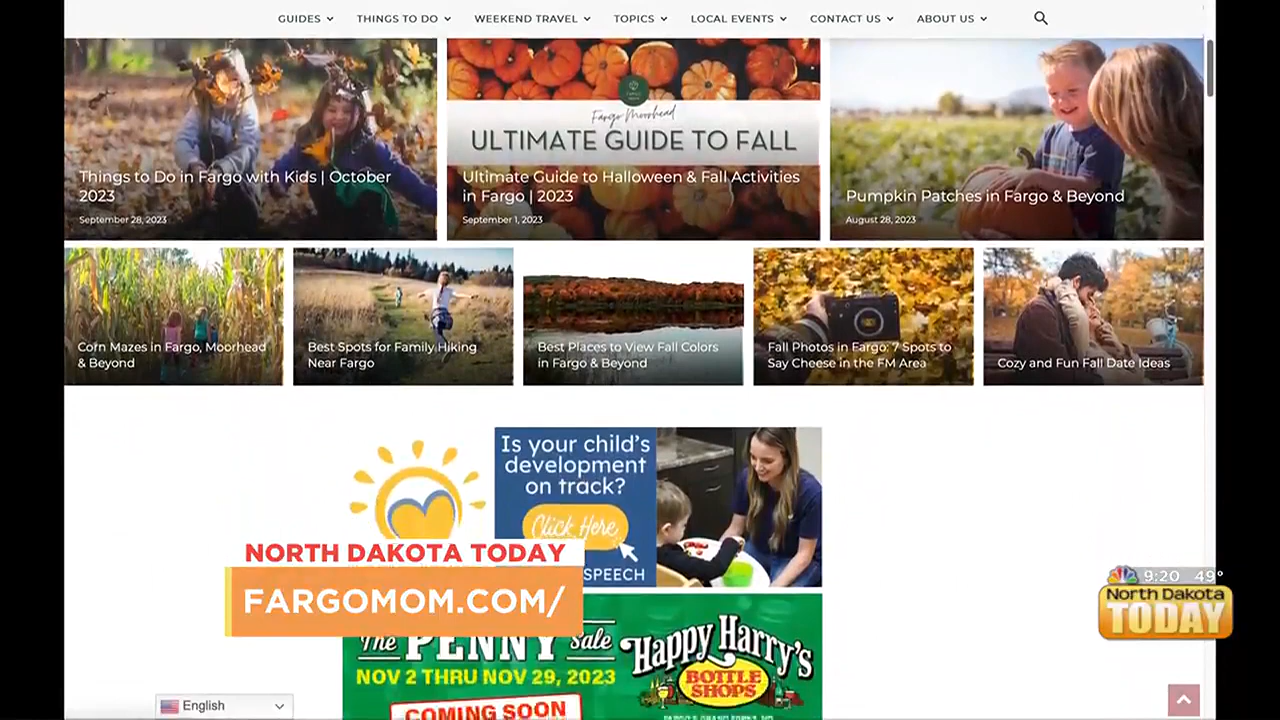 GUIDES THINGS TO DO WEEKEND TRAVEL TOPICS LOCAL EVENTS CONTACT US ABOUT US
Things to Do in Fargo with Kids | October
2023
September 28, 2023
Fargo Moorhead
ULTIMATE GUIDE TO FALL
Ultimate Guide to Halloween & Fall Activities
in Fargo | 2023
September 1, 2023
Pumpkin Patches in Fargo & Beyond
August 28, 2023
Corn Mazes in Fargo, Moorhead
& Beyond
Best Spots for Family Hiking
Near Fargo
Best Places to View Fall Colors
in Fargo & Beyond
Fall Photos in Fargo: 7 Spots to
Say Cheese in the FM Area
Cozy and Fun Fall Date Ideas
Is your child's
development
on track?
Click Here
SPEECH
NORTH DAKOTA TODAY
FARGOMOM.COM/
9:20 49°
North Dakota
TODAY
The PENNY Sale
NOV 2 THRU NOV 29, 2023
COMING SOON
Happy Harry's
BOTTLE
SHOPS
English